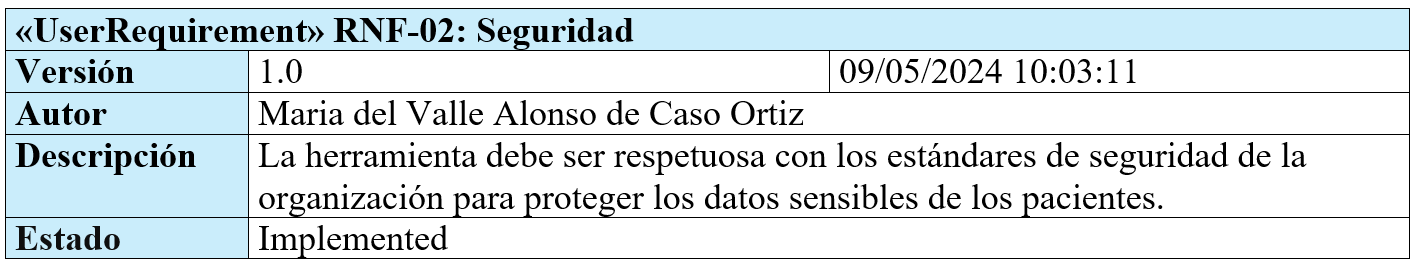 «UserRequirement» RNF-02: Seguridad
Versión 1.0 09/05/2024 10:03:11
Autor Maria del Valle Alonso de Caso Ortiz
Descripción La herramienta debe ser respetuosa con los estándares de seguridad de la
organización para proteger los datos sensibles de los pacientes.
Estado Implemented